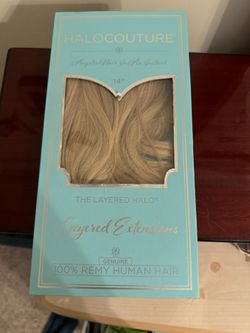 HALOCOUTURE
14"
THE LAYERED HALO®
Layered Extensions
GENUINE
100% REMY HUMAN HAIR